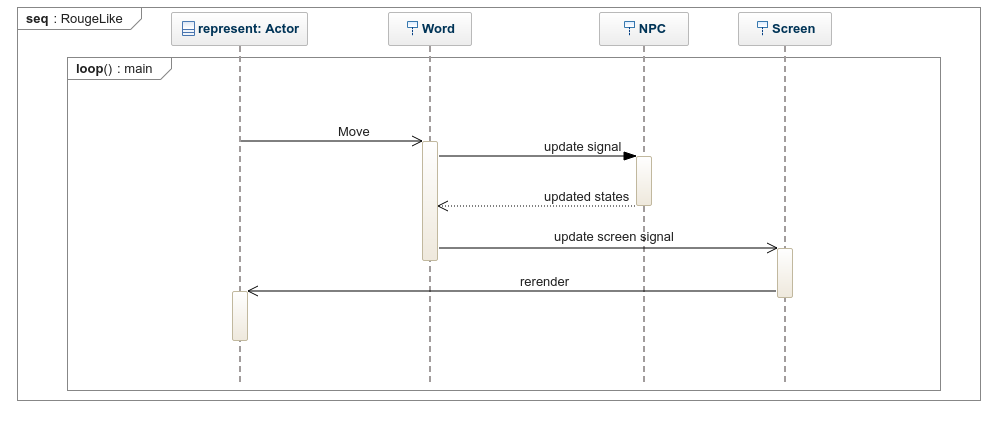 seq : RougeLike
represent: Actor
Word
NPC
Screen
loop() : main
Move
update signal
updated states
update screen signal
rerender